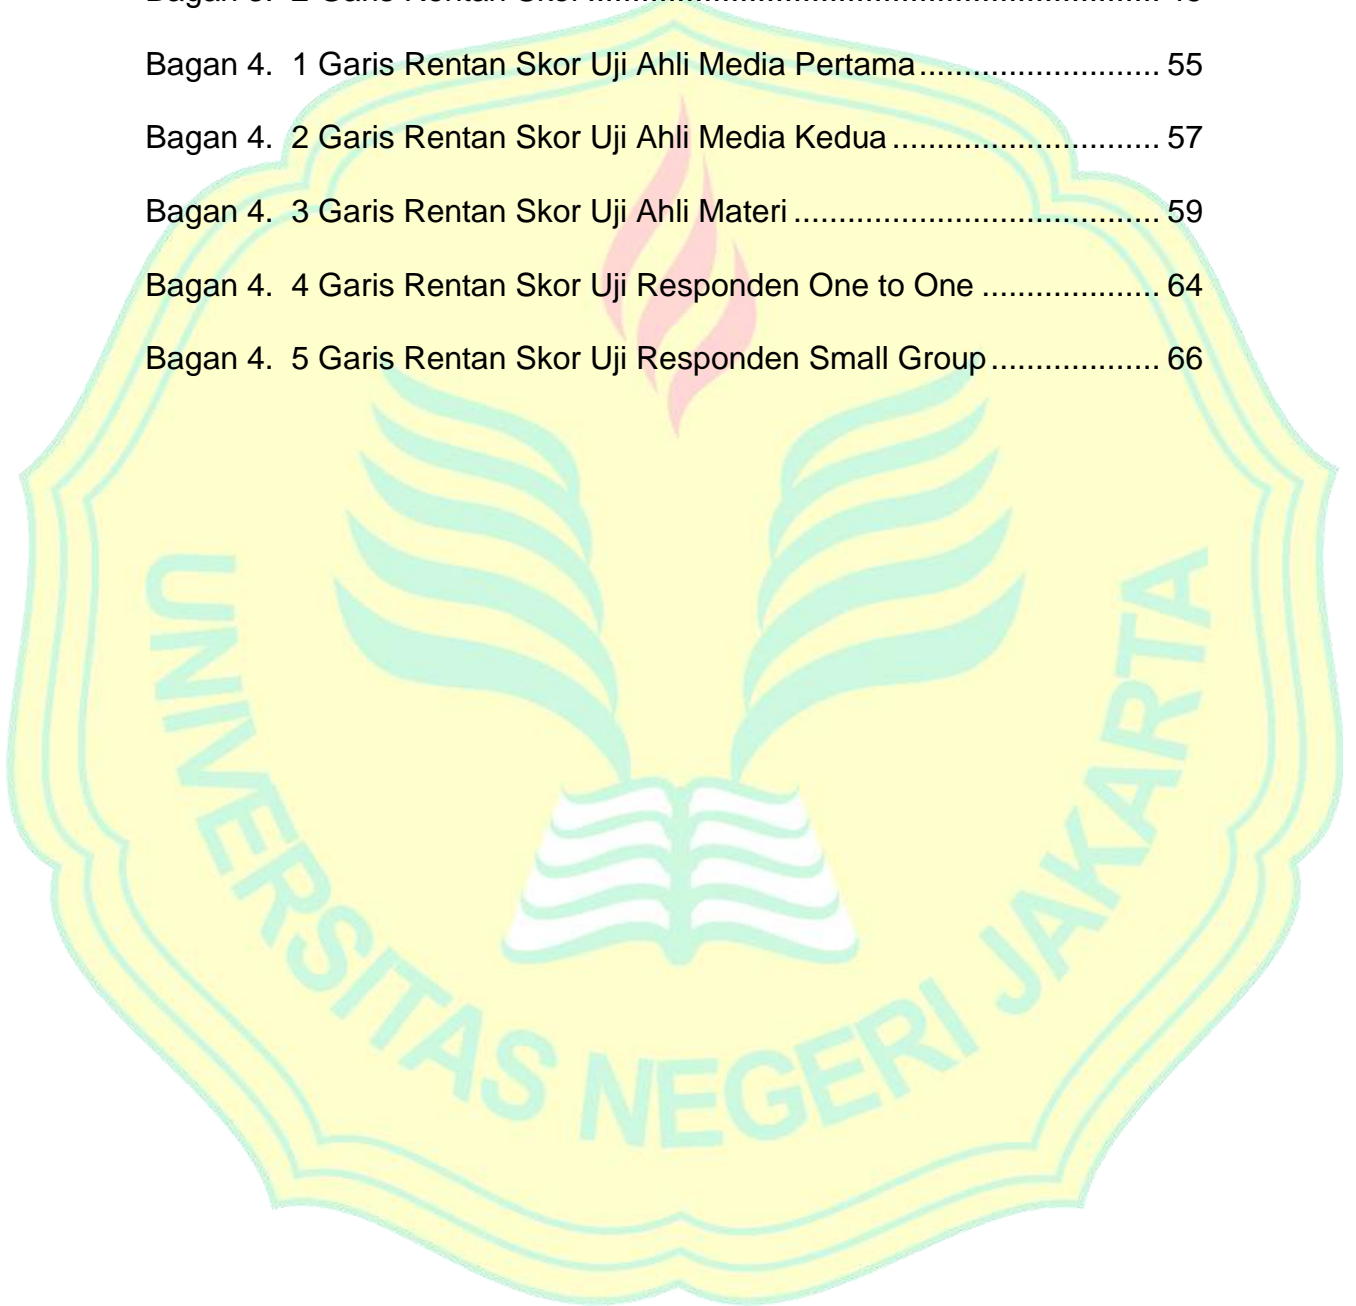 Bagan 4.  1 Garis Rentan Skor Uji Ahli Media Pertama ........................... 55
Bagan 4.  2 Garis Rentan Skor Uji Ahli Media Kedua .............................. 57
Bagan 4.  3 Garis Rentan Skor Uji Ahli Materi ......................................... 59
Bagan 4.  4 Garis Rentan Skor Uji Responden One to One .................... 64
Bagan 4.  5 Garis Rentan Skor Uji Responden Small Group ................... 66
UNIVERSITAS NEGERI JAKARTA